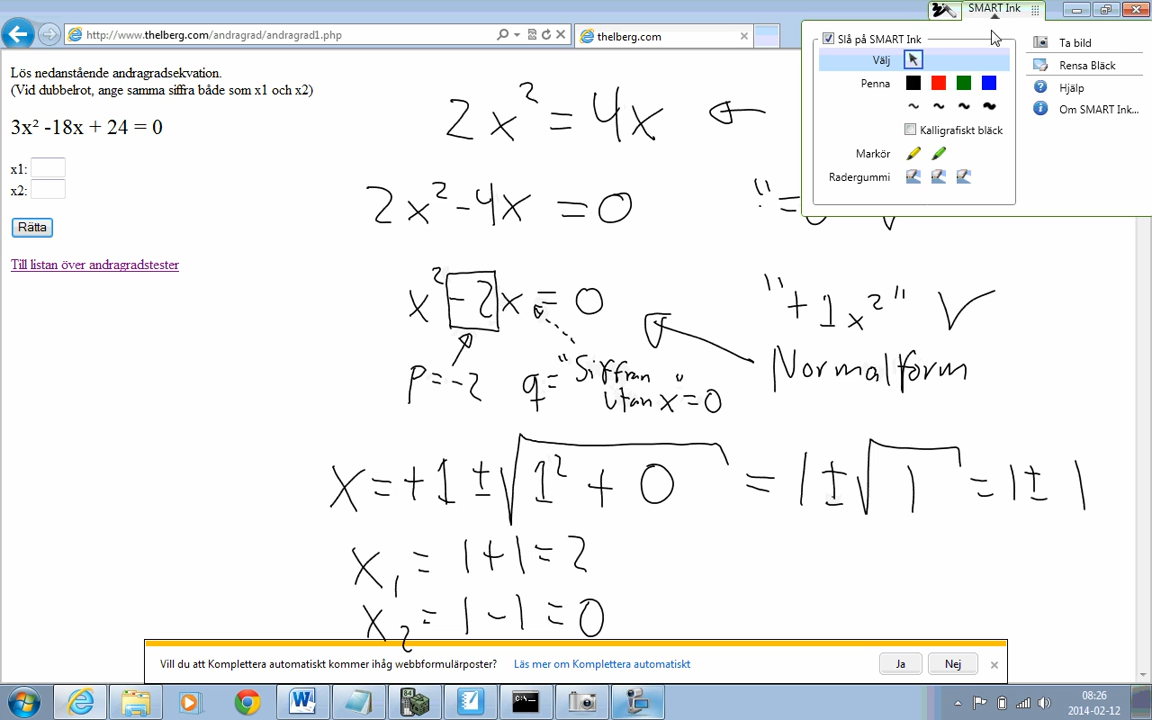 SMART Ink
http://www.thelberg.com/andragrad/andragrad1.php
thelberg.com
Slå på SMART Ink
Välj
Penna
Kalligrafiskt bläck
Markör
Radergummi
Ta bild
Rensa Bläck
Hjälp
Om SMART Ink...
Lös nedanstående andragradsekvation.
(Vid dubbelrot, ange samma siffra både som x1 och x2)
3x² -18x + 24 = 0
x1:
x2:
Rätta
Till listan över andragradstester
2x² = 4x ←
2x² - 4x = 0
x² - 2x = 0
"+ 1x²" ✓
Normalform
p = -2 q = "Siffran
utan x" = 0
x = +1 ± √(1² + 0) = 1 ± √1 = 1 ± 1
x₁ = 1 + 1 = 2
x₂ = 1 - 1 = 0
Vill du att Komplettera automatiskt kommer ihåg webbformulärposter? Läs mer om Komplettera automatiskt Ja Nej
08:26
2014-02-12